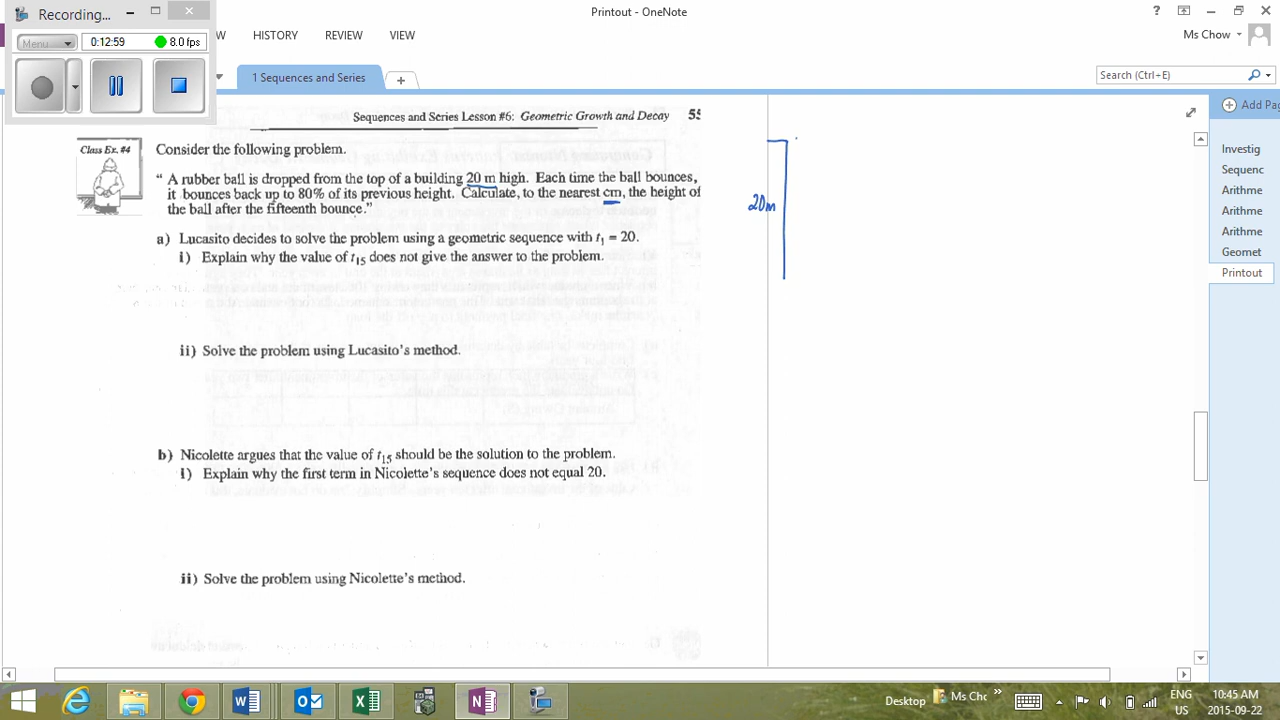 Recording...
Printout - OneNote
Menu
0:12:59
8.0 fps
W
HISTORY
REVIEW
VIEW
Ms Chow
1 Sequences and Series
Search (Ctrl+E)
Add Pag
Sequences and Series Lesson #6: Geometric Growth and Decay 55
Class Ex. #4
Consider the following problem.
" A rubber ball is dropped from the top of a building 20 m high. Each time the ball bounces,
it bounces back up to 80% of its previous height. Calculate, to the nearest cm, the height of
the ball after the fifteenth bounce."
20m
a) Lucasito decides to solve the problem using a geometric sequence with t₁ = 20.
i) Explain why the value of t₁₅ does not give the answer to the problem.
ii) Solve the problem using Lucasito's method.
b) Nicolette argues that the value of t₁₅ should be the solution to the problem.
i) Explain why the first term in Nicolette's sequence does not equal 20.
ii) Solve the problem using Nicolette's method.
Investig
Sequenc
Arithme
Arithme
Arithme
Geomet
Printout
Desktop
Ms Chc
ENG
US
10:45 AM
2015-09-22